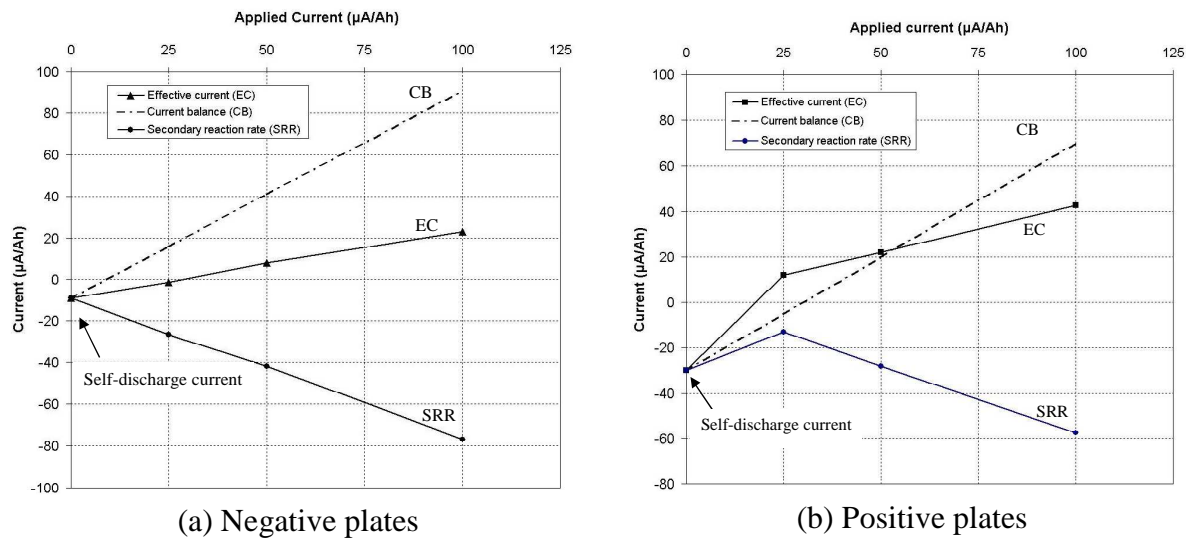 Applied Current (µA/Ah)
0 25 50 75 100 125
100
80
60
40
20
0
-20
-40
-60
-80
-100
Current (µA/Ah)
Effective current (EC)
Current balance (CB)
Secondary reaction rate (SRR)
CB
EC
SRR
Self-discharge current
(a) Negative plates
Applied current (µA/Ah)
0 25 50 75 100 125
100
80
60
40
20
0
-20
-40
-60
-80
Current (µA/Ah)
Effective current (EC)
Current balance (CB)
Secondary reaction rate (SRR)
CB
EC
SRR
Self-discharge current
(b) Positive plates